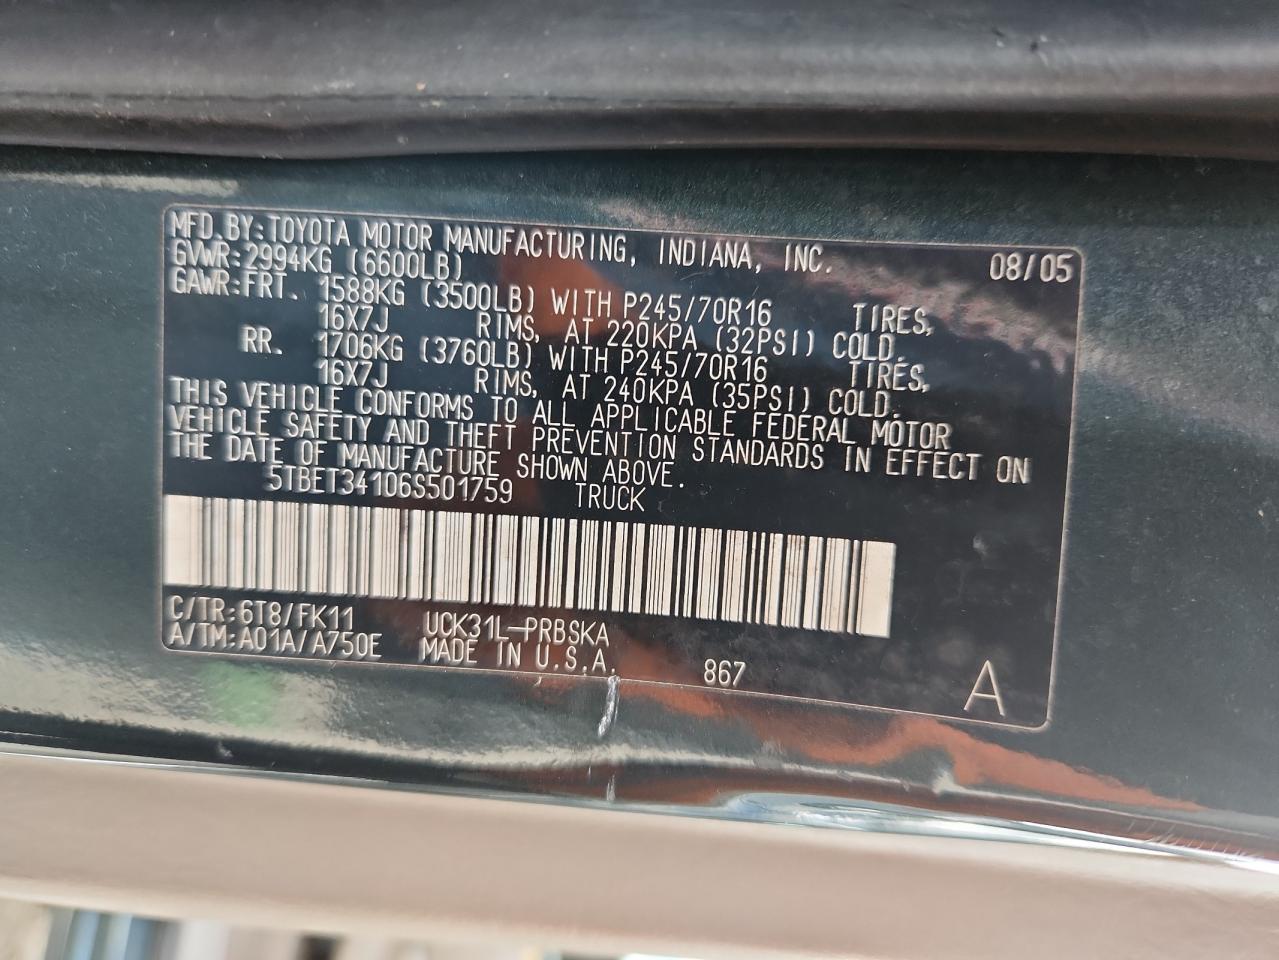 MFD.BY:TOYOTA MOTOR MANUFACTURING, INDIANA, INC. 08/05
GVWR:2994KG (6600LB)
GAWR:FRT. 1588KG (3500LB) WITH P245/70R16 TIRES,
16X7J RIMS, AT 220KPA (32PSI) COLD.
RR. 1706KG (3760LB) WITH P245/70R16 TIRES,
16X7J RIMS, AT 240KPA (35PSI) COLD.
THIS VEHICLE CONFORMS TO ALL APPLICABLE FEDERAL MOTOR
VEHICLE SAFETY AND THEFT PREVENTION STANDARDS IN EFFECT ON
THE DATE OF MANUFACTURE SHOWN ABOVE.
5TBET34106S501759 TRUCK
C/TR:6T8/FK11 UCK31L-PRBSKA
A/TM:A01A/A750E MADE IN U.S.A. 867 A